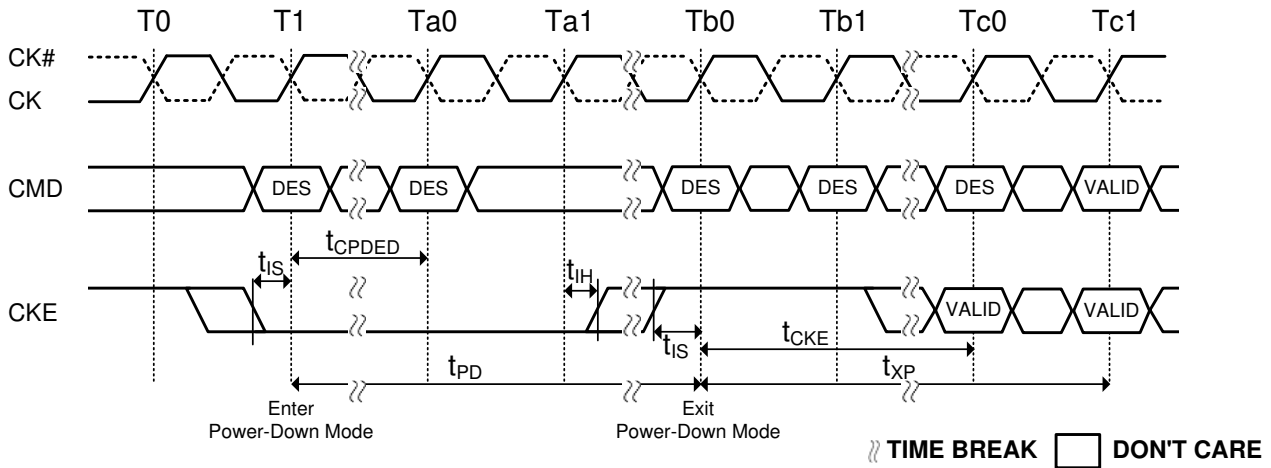 T0 T1 Ta0 Ta1 Tb0 Tb1 Tc0 Tc1
CK#
CK
CMD DES DES DES DES DES VALID
tCPDED
tIS tIH
CKE VALID VALID
tIS tCKE
tPD tXP
Enter
Power-Down Mode
Exit
Power-Down Mode
TIME BREAK DON'T CARE